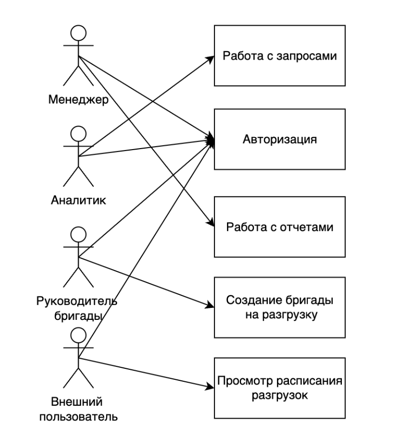 Менеджер
Работа с запросами
Аналитик
Авторизация
Руководитель
бригады
Работа с отчетами
Создание бригады
на разгрузку
Внешний
пользователь
Просмотр расписания
разгрузок